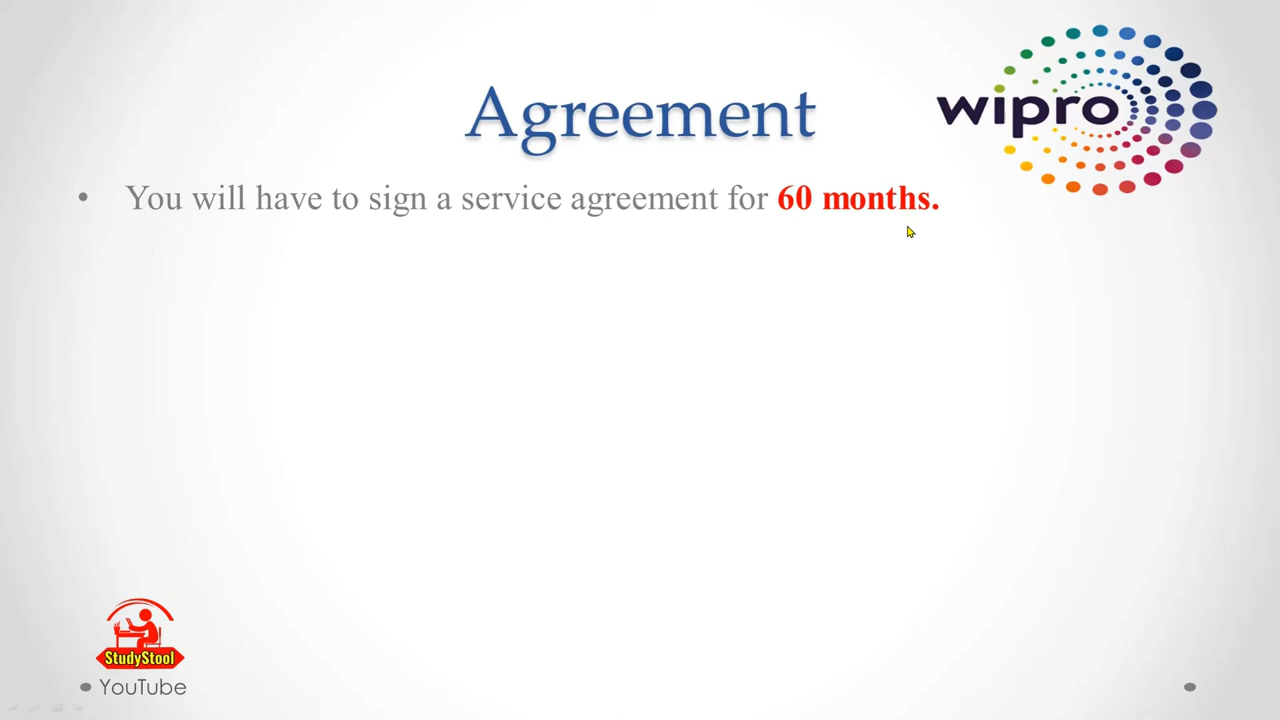 wipro
Agreement
• You will have to sign a service agreement for 60 months.
StudyStool
YouTube